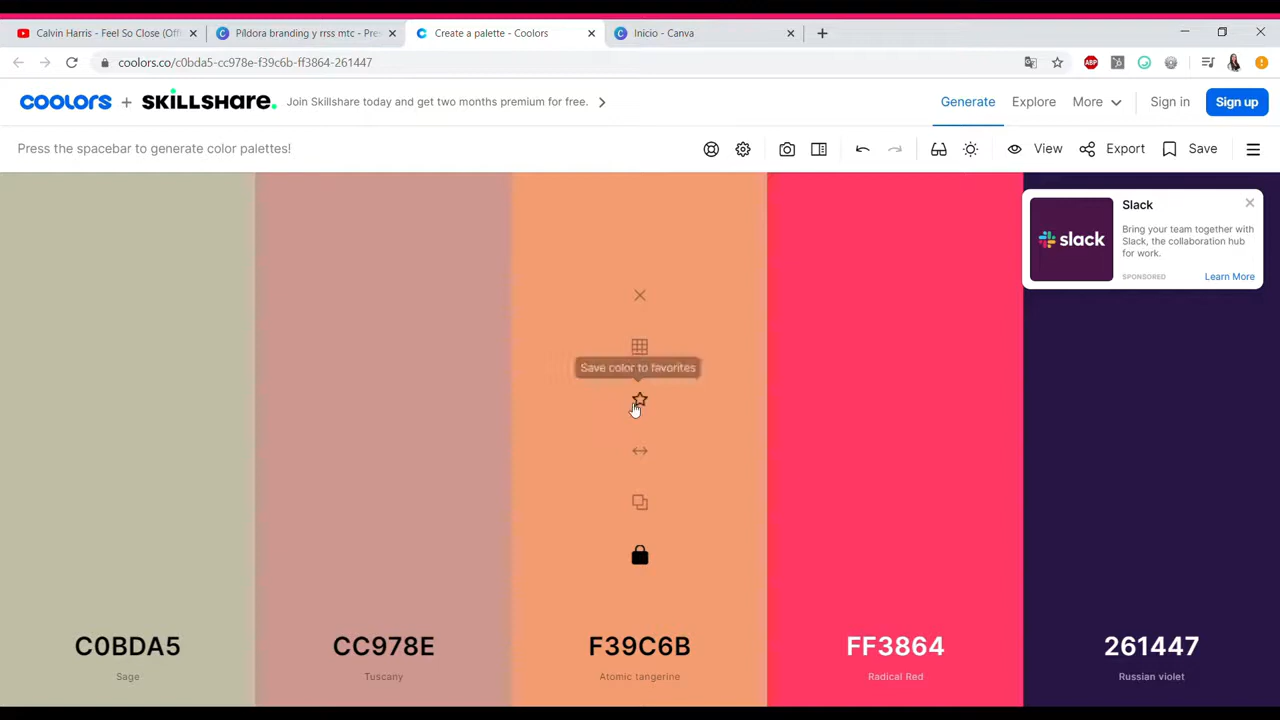 Calvin Harris - Feel So Close (Off
Píldora branding y rrss mtc - Pre
Create a palette - Coolors
Inicio - Canva
coolors.co/c0bda5-cc978e-f39c6b-ff3864-261447
ABP
coolors + SKILLSHARE. Join Skillshare today and get two months premium for free.
Generate Explore More Sign in Sign up
Press the spacebar to generate color palettes!
View Export Save
Slack
slack
Bring your team together with
Slack, the collaboration hub
for work.
SPONSORED Learn More
Save color to favorites
C0BDA5 CC978E F39C6B FF3864 261447
Sage Tuscany Atomic tangerine Radical Red Russian violet